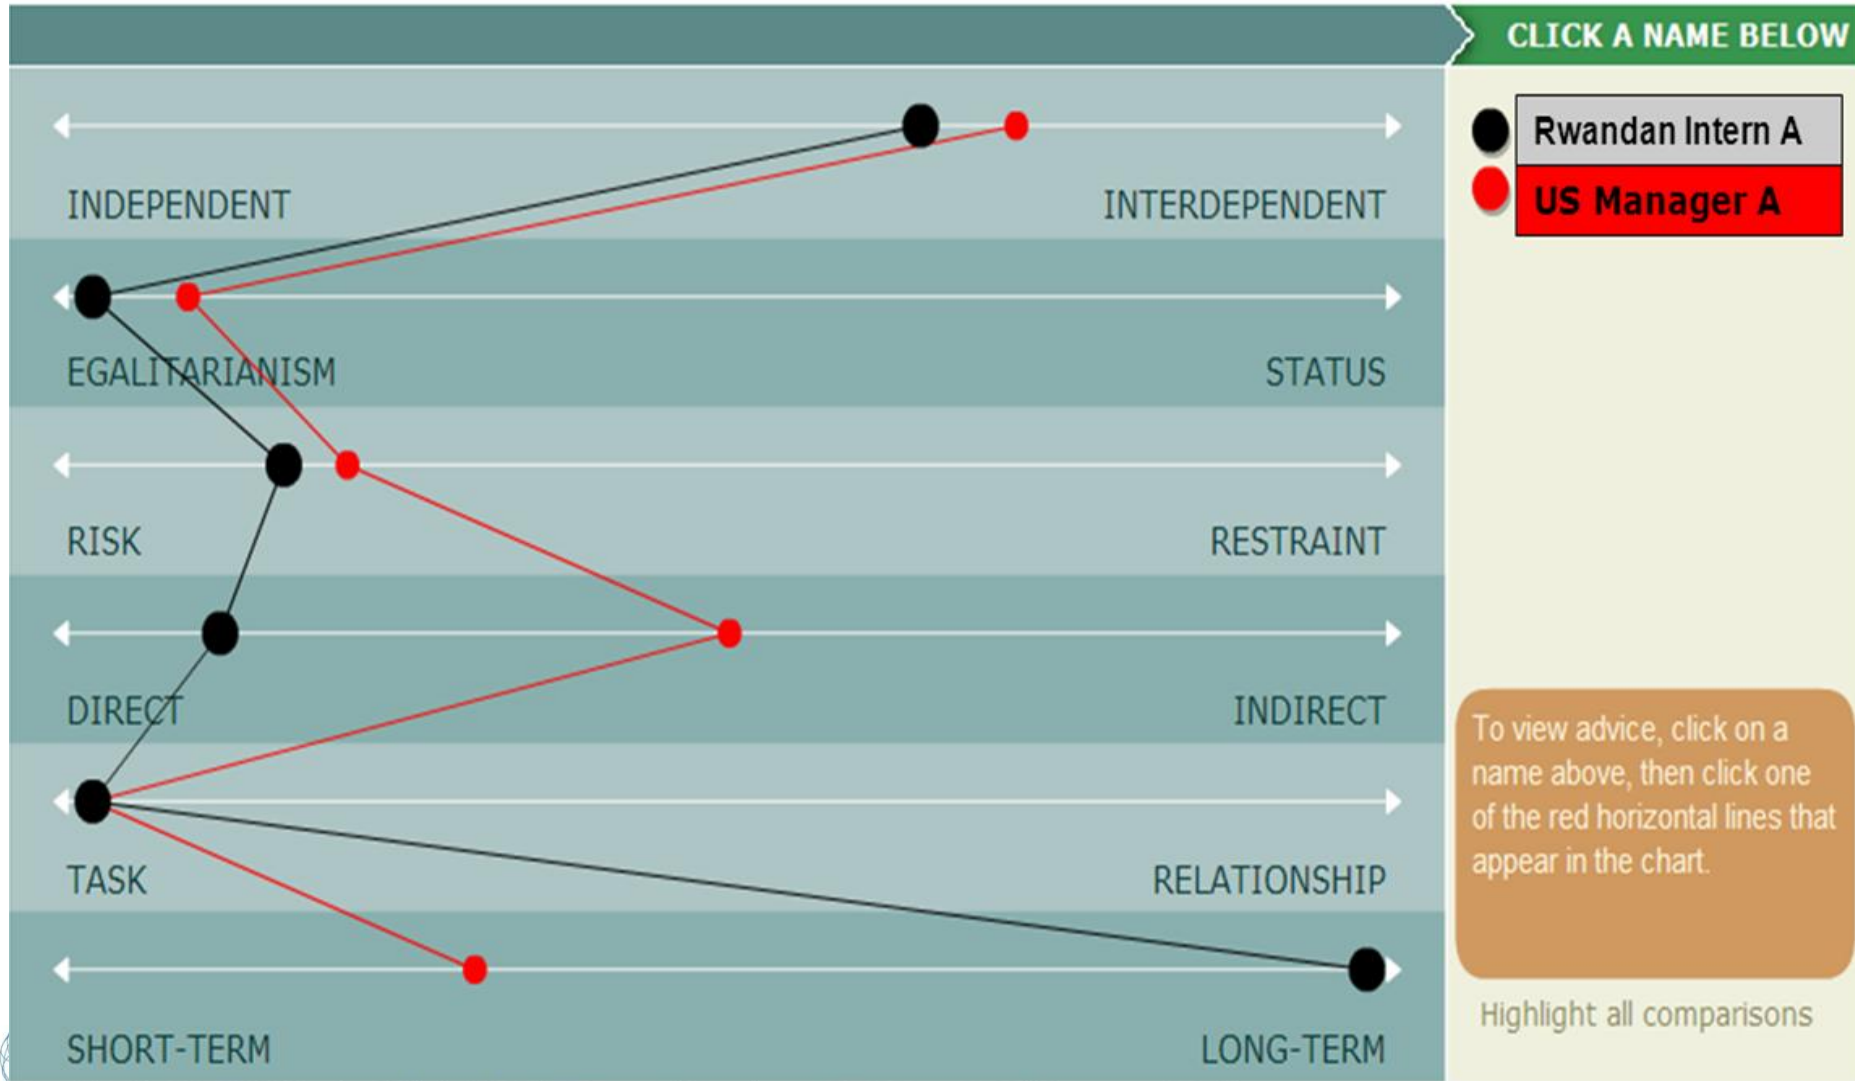 CLICK A NAME BELOW
Rwandan Intern A
US Manager A
INDEPENDENT INTERDEPENDENT
EGALITARIANISM STATUS
RISK RESTRAINT
DIRECT INDIRECT
TASK RELATIONSHIP
SHORT-TERM LONG-TERM
To view advice, click on a
name above, then click one
of the red horizontal lines that
appear in the chart.
Highlight all comparisons